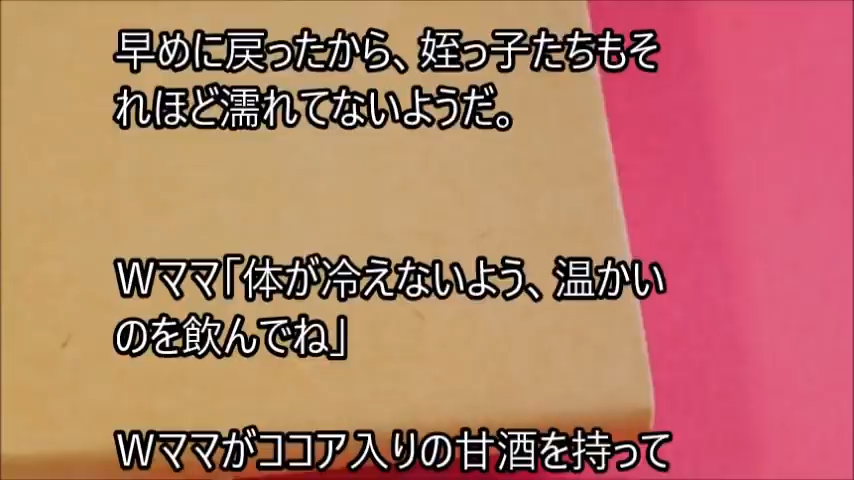 早めに戻ったから、姪っ子たちもそ
れほど濡れてないようだ。
Wママ「体が冷えないよう、温かい
のを飲んでね」
Wママがココア入りの甘酒を持って